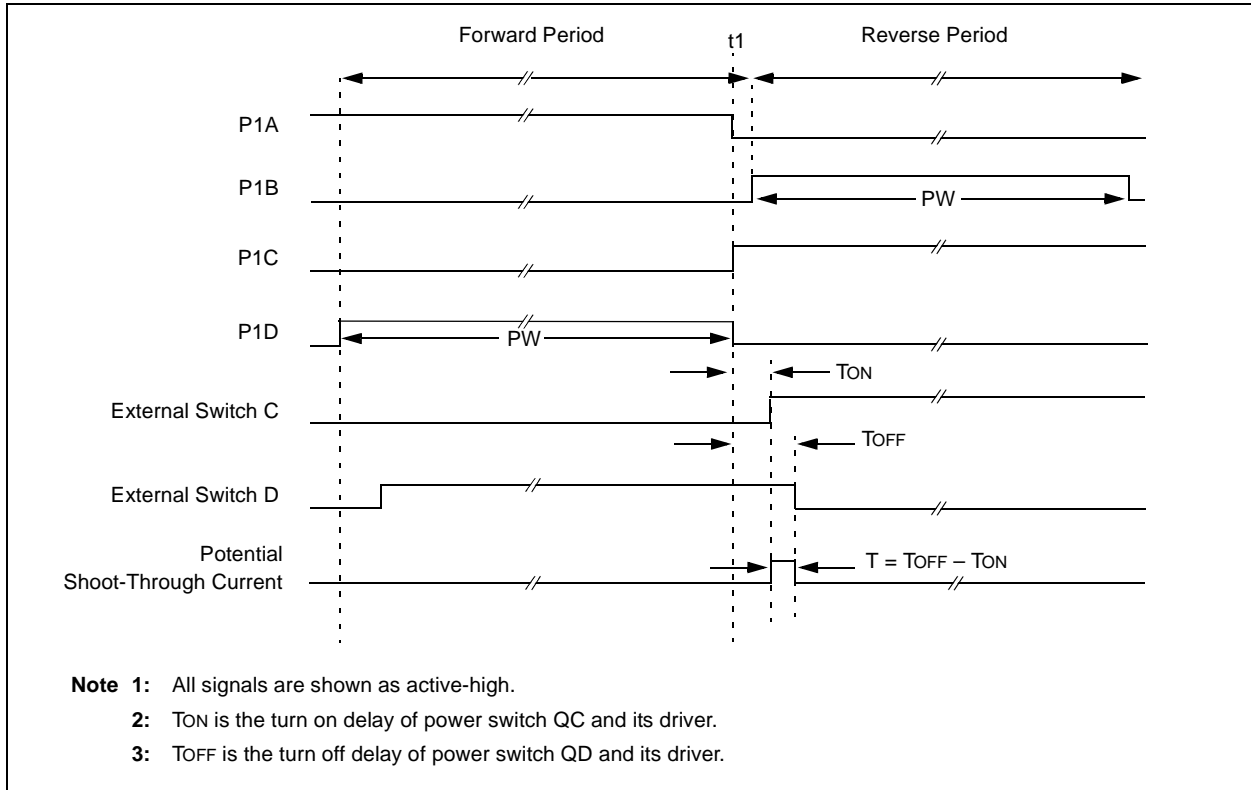 Forward Period
t1
Reverse Period
P1A
P1B
PW
P1C
P1D
PW
TON
External Switch C
TOFF
External Switch D
Potential
Shoot-Through Current
T = TOFF – TON
Note 1: All signals are shown as active-high.
2: TON is the turn on delay of power switch QC and its driver.
3: TOFF is the turn off delay of power switch QD and its driver.